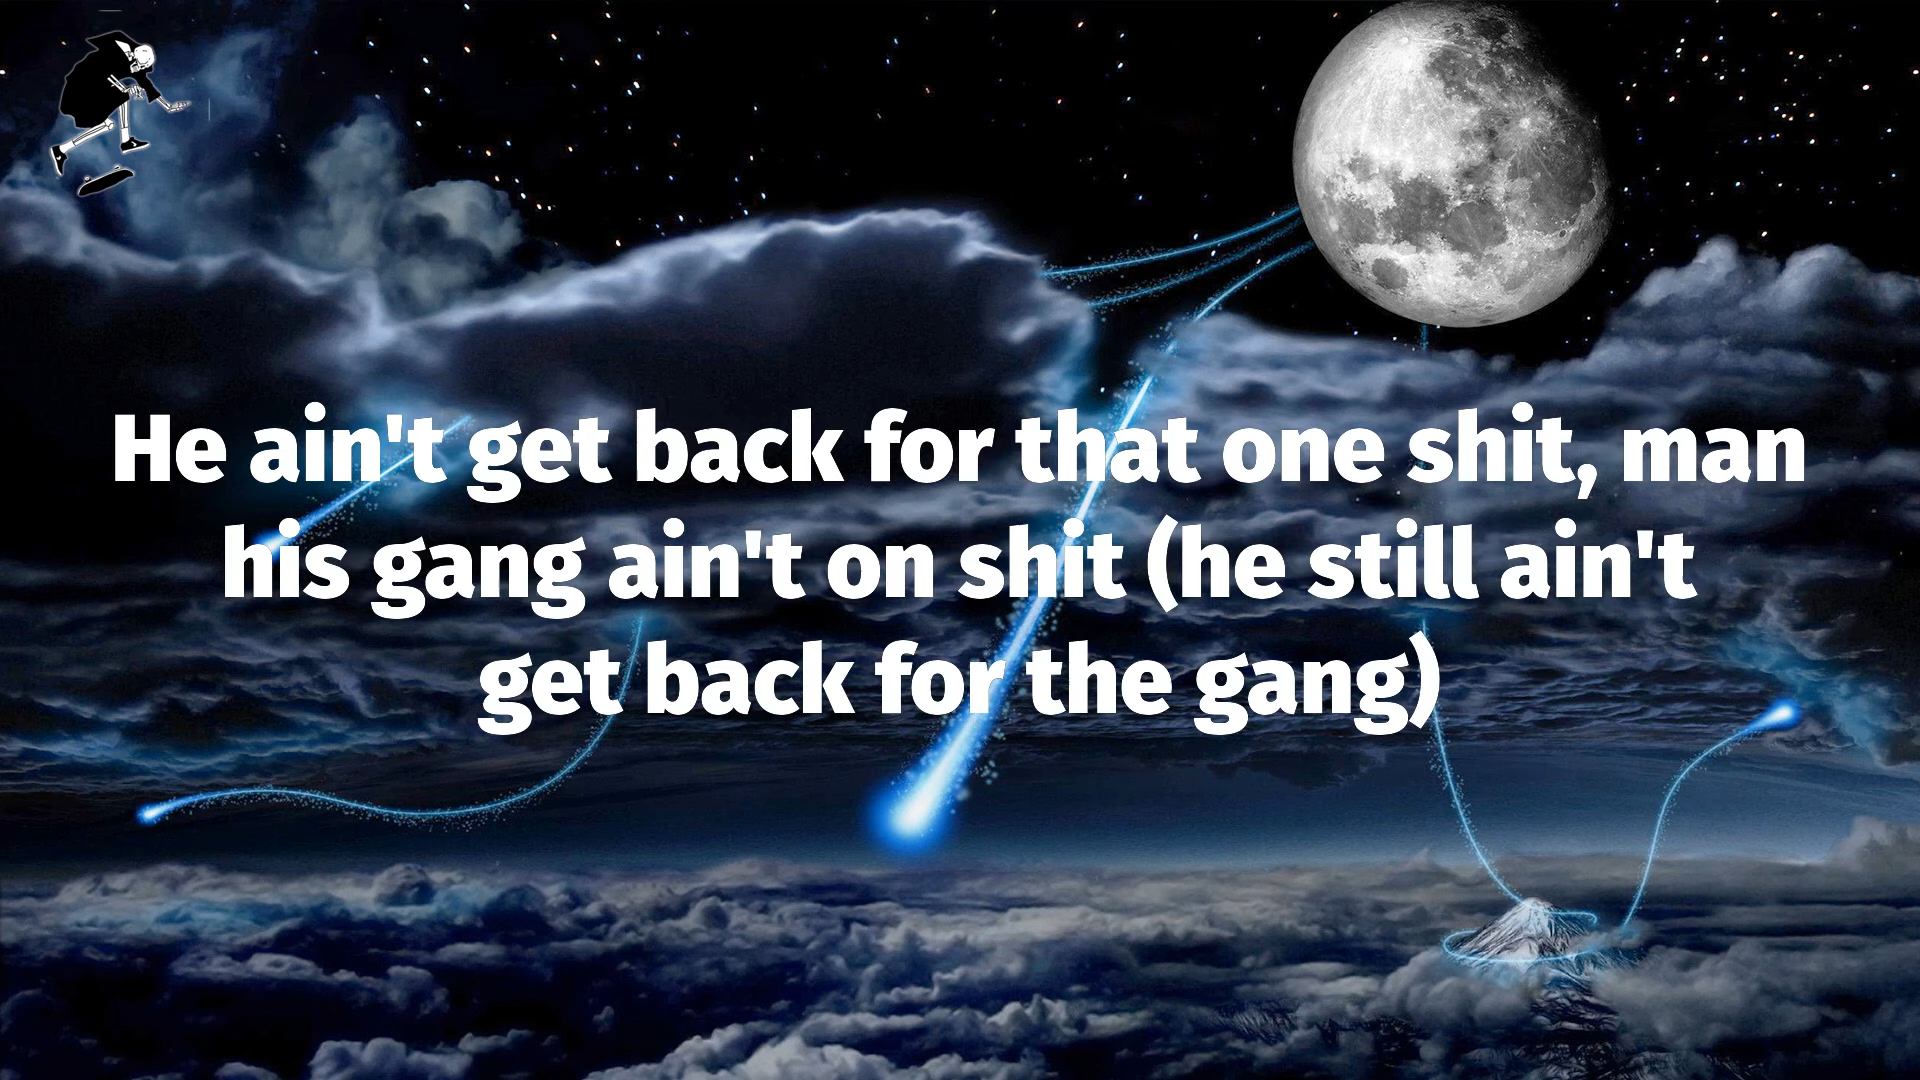 He ain't get back for that one shit, man
his gang ain't on shit (he still ain't
get back for the gang)